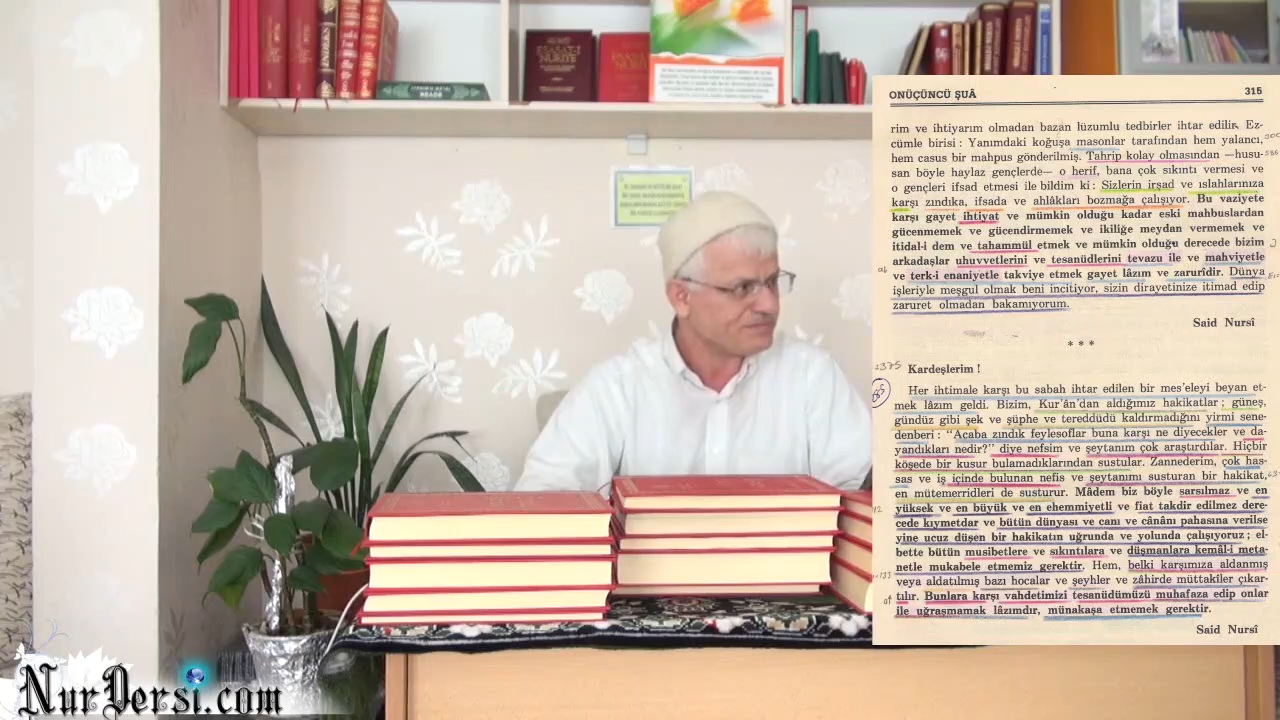 ESASAT-I
NURİYE
INDEKS
ONÜÇÜNCÜ ŞUÂ 315
rim ve ihtiyarım olmadan bazan lüzumlu tedbirler ihtar edilir. Ez-
cümle birisi : Yanımdaki koğuşa masonlar tarafından hem yalancı,
hem casus bir mahpus gönderilmiş. Tahrip kolay olmasından —husu-
san böyle haylaz gençlerde— o herif, bana çok sıkıntı vermesi ve
o gençleri ifsad etmesi ile bildim ki : Sizlerin irşad ve ıslahlarınıza
karşı zındıka, ifsada ve ahlâkları bozmağa çalışıyor. Bu vaziyete
karşı gayet ihtiyat ve mümkin olduğu kadar eski mahbuslardan
gücenmemek ve gücendirmemek ve ikiliğe meydan vermemek ve
itidal-i dem ve tahammül etmek ve mümkin olduğu derecede bizim
arkadaşlar uhuvvetlerini ve tesanüdlerini tevazu ile ve mahviyetle
ve terk-i enaniyetle takviye etmek gayet lâzım ve zarurîdir. Dünya
işleriyle meşgul olmak beni incitiyor, sizin dirayetinize itimad edip
zaruret olmadan bakamıyorum.
Said Nursî
* * *
Kardeşlerim !
Her ihtimale karşı bu sabah ihtar edilen bir mes'eleyi beyan et-
mek lâzım geldi. Bizim, Kur'ân'dan aldığımız hakikatlar ; güneş,
gündüz gibi şek ve şüphe ve tereddüdü kaldırmadığını yirmi sene-
denberi : "Acaba zındık feylesoflar buna karşı ne diyecekler ve da-
yandıkları nedir?" diye nefsim ve şeytanım çok araştırdılar. Hiçbir
köşede bir kusur bulamadıklarından sustular. Zannederim, çok has-
sas ve iş içinde bulunan nefis ve şeytanımı susturan bir hakikat,
en mütemerridleri de susturur. Mâdem biz böyle sarsılmaz ve en
yüksek ve en büyük ve en ehemmiyetli ve fiat takdir edilmez dere-
cede kıymetdar ve bütün dünyası ve canı ve cânânı pahasına verilse
yine ucuz düşen bir hakikatın uğrunda ve yolunda çalışıyoruz ; el-
bette bütün musibetlere ve sıkıntılara ve düşmanlara kemâl-i meta-
netle mukabele etmemiz gerektir. Hem, belki karşımıza aldanmış
veya aldatılmış bazı hocalar ve şeyhler ve zâhirde müttakiler çıkar-
tılır. Bunlara karşı vahdetimizi tesanüdümüzü muhafaza edip onlar
ile uğraşmamak lâzımdır, münakaşa etmemek gerektir.
Said Nursî
NurDersi.com